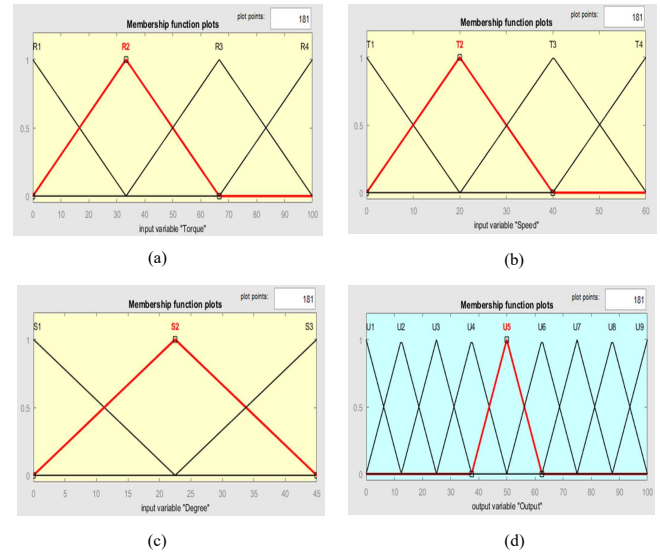 plot points: 181
Membership function plots
R1 R2 R3 R4
1
0.5
0
0 10 20 30 40 50 60 70 80 90 100
input variable "Torque"
(a)
plot points: 181
Membership function plots
T1 T2 T3 T4
1
0.5
0
0 10 20 30 40 50 60
input variable "Speed"
(b)
plot points: 181
Membership function plots
S1 S2 S3
1
0.5
0
0 5 10 15 20 25 30 35 40 45
input variable "Degree"
(c)
plot points: 181
Membership function plots
U1 U2 U3 U4 U5 U6 U7 U8 U9
1
0.5
0
0 10 20 30 40 50 60 70 80 90 100
output variable "Output"
(d)